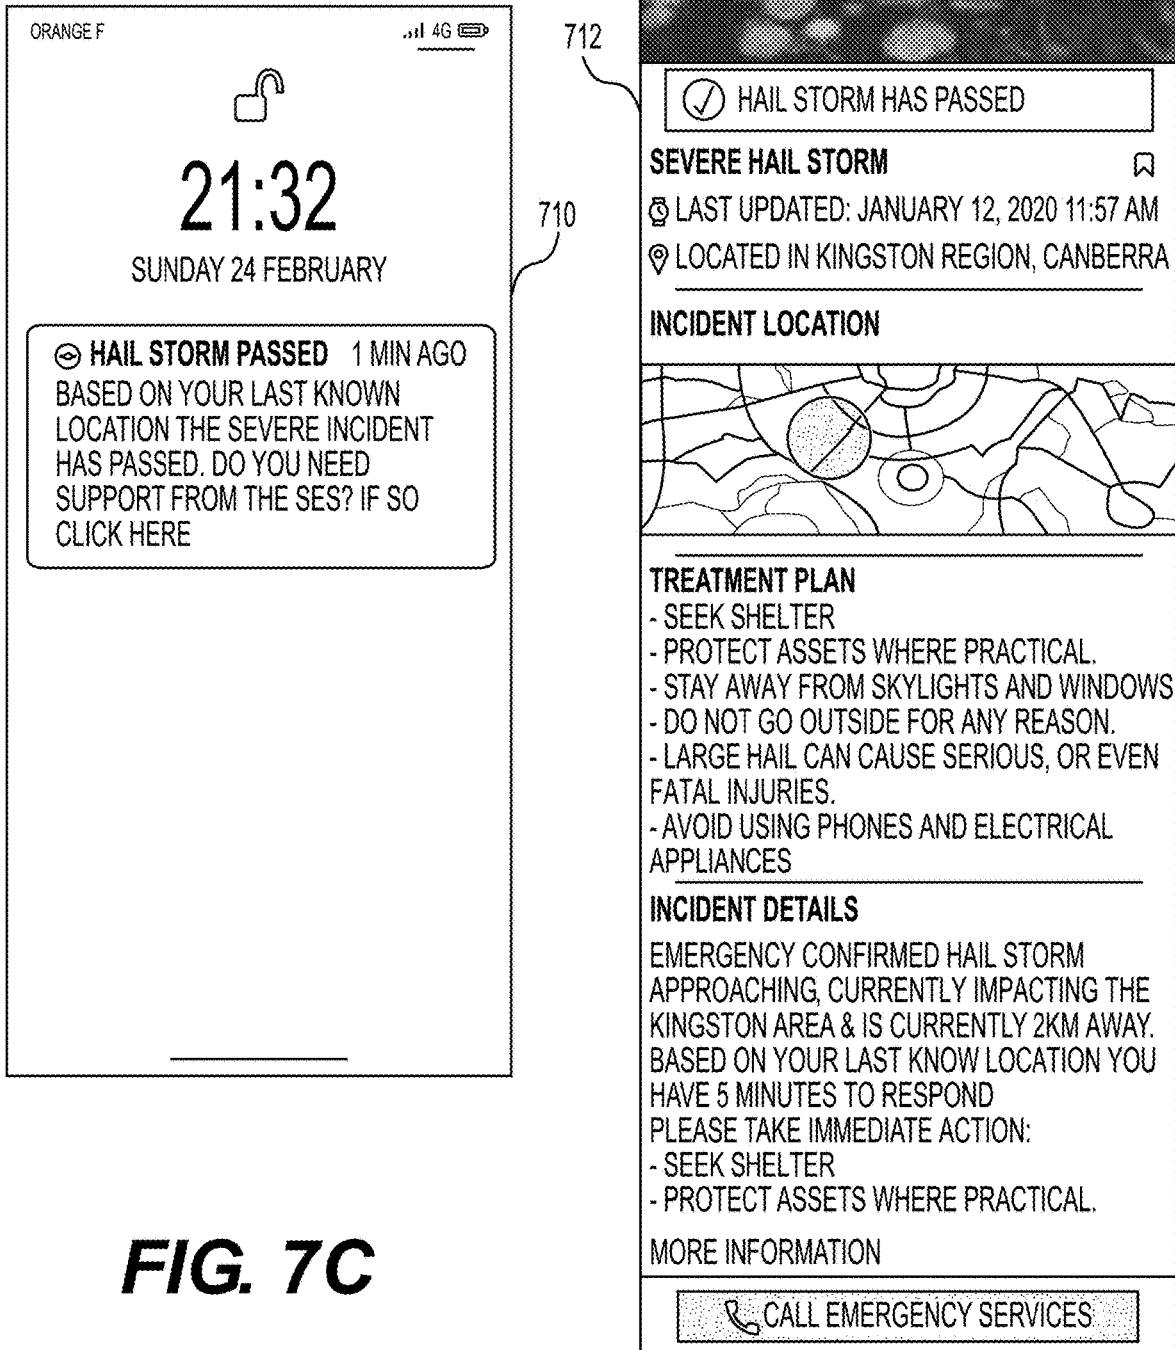 ORANGE F
4G
21:32
SUNDAY 24 FEBRUARY
HAIL STORM PASSED 1 MIN AGO
BASED ON YOUR LAST KNOWN
LOCATION THE SEVERE INCIDENT
HAS PASSED. DO YOU NEED
SUPPORT FROM THE SES? IF SO
CLICK HERE
710
FIG. 7C
712
HAIL STORM HAS PASSED
SEVERE HAIL STORM
LAST UPDATED: JANUARY 12, 2020 11:57 AM
LOCATED IN KINGSTON REGION, CANBERRA
INCIDENT LOCATION
TREATMENT PLAN
- SEEK SHELTER
- PROTECT ASSETS WHERE PRACTICAL.
- STAY AWAY FROM SKYLIGHTS AND WINDOWS
- DO NOT GO OUTSIDE FOR ANY REASON.
- LARGE HAIL CAN CAUSE SERIOUS, OR EVEN
FATAL INJURIES.
- AVOID USING PHONES AND ELECTRICAL
APPLIANCES
INCIDENT DETAILS
EMERGENCY CONFIRMED HAIL STORM
APPROACHING, CURRENTLY IMPACTING THE
KINGSTON AREA & IS CURRENTLY 2KM AWAY.
BASED ON YOUR LAST KNOW LOCATION YOU
HAVE 5 MINUTES TO RESPOND
PLEASE TAKE IMMEDIATE ACTION:
- SEEK SHELTER
- PROTECT ASSETS WHERE PRACTICAL.
MORE INFORMATION
CALL EMERGENCY SERVICES